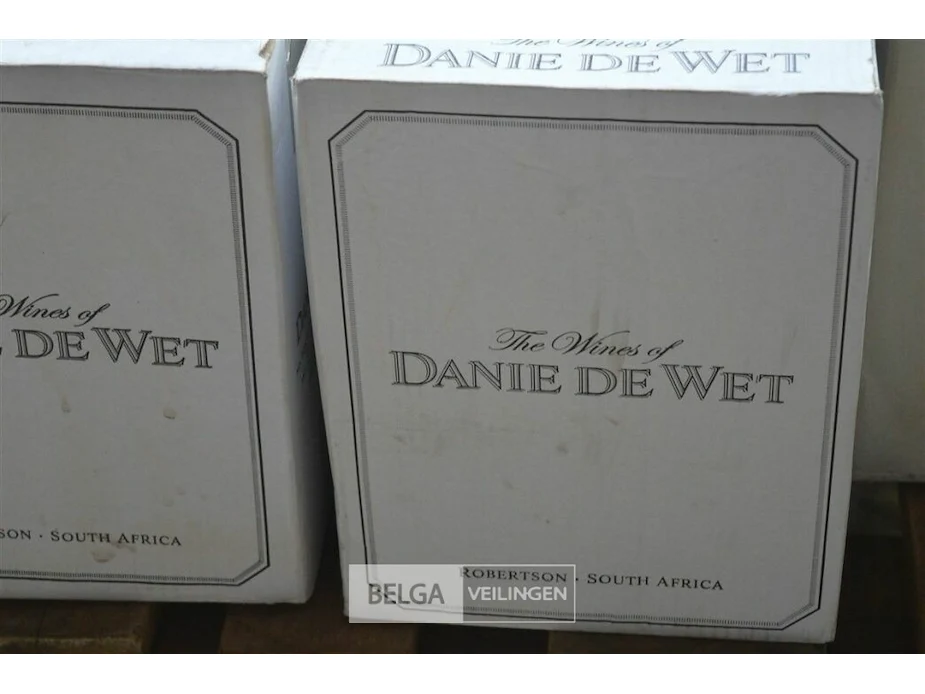 The Wines of
DANIE DE WET
Wines of
DE WET
SOUTH AFRICA
The Wines of
DANIE DE WET
ROBERTSON · SOUTH AFRICA
BELGA VEILINGEN